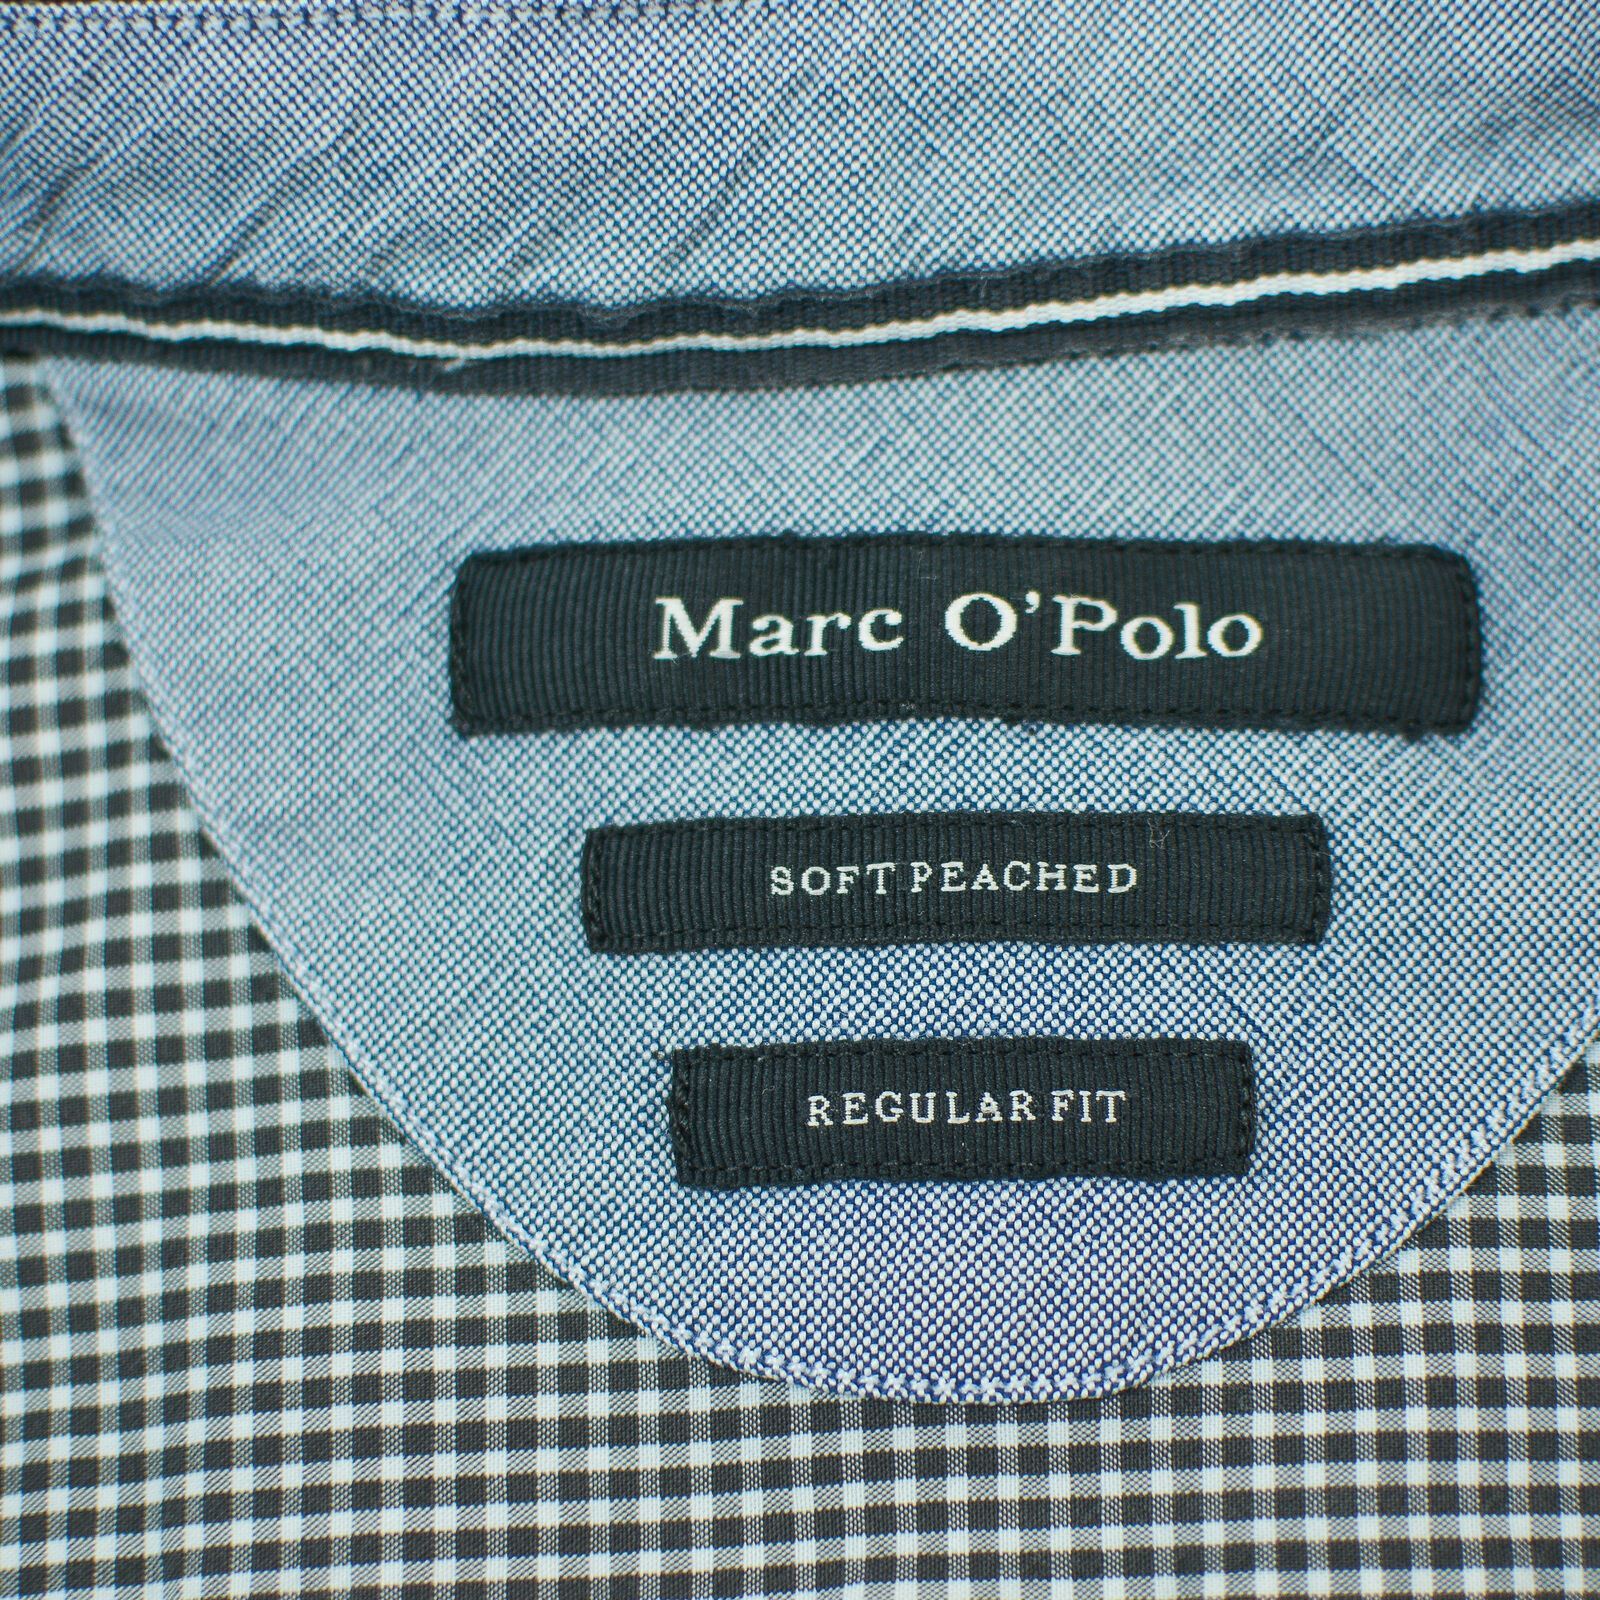 Marc O'Polo
SOFT PEACHED
REGULAR FIT